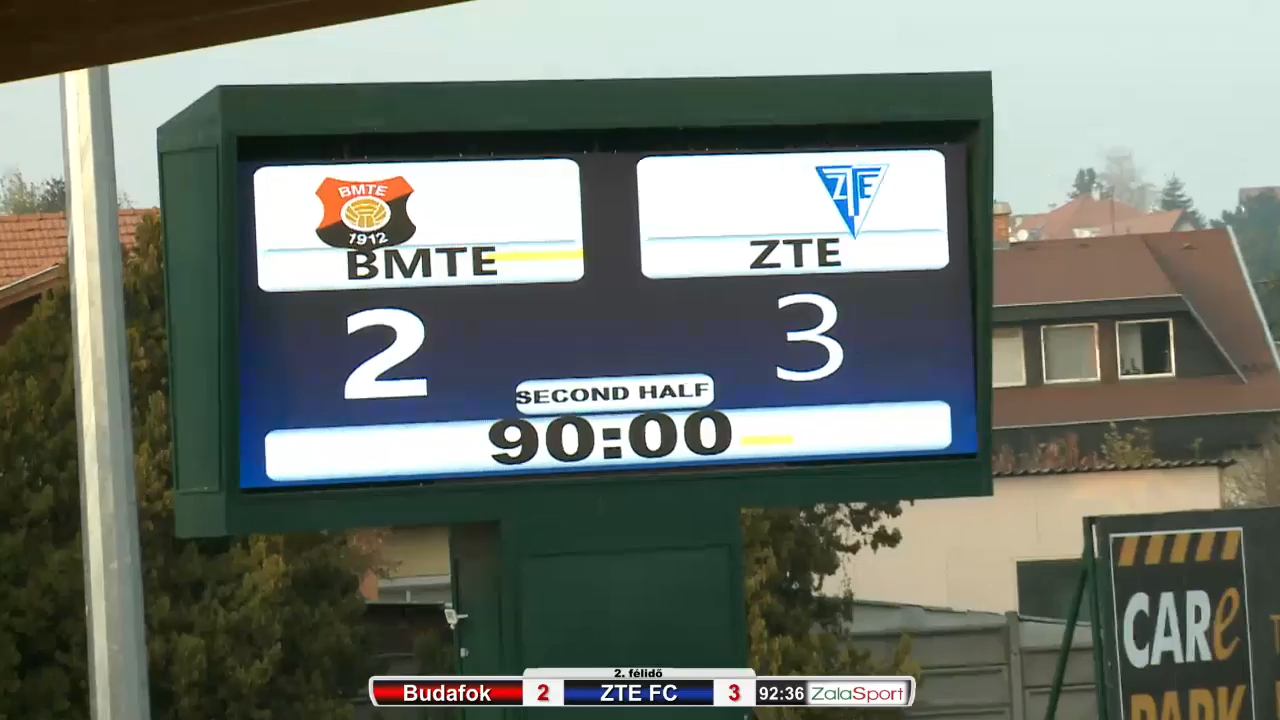 BMTE
1912
BMTE
ZTE
ZTE
2
3
SECOND HALF
90:00
CARe
PARK
2. félidő
Budafok 2 ZTE FC 3 92:36 ZalaSport